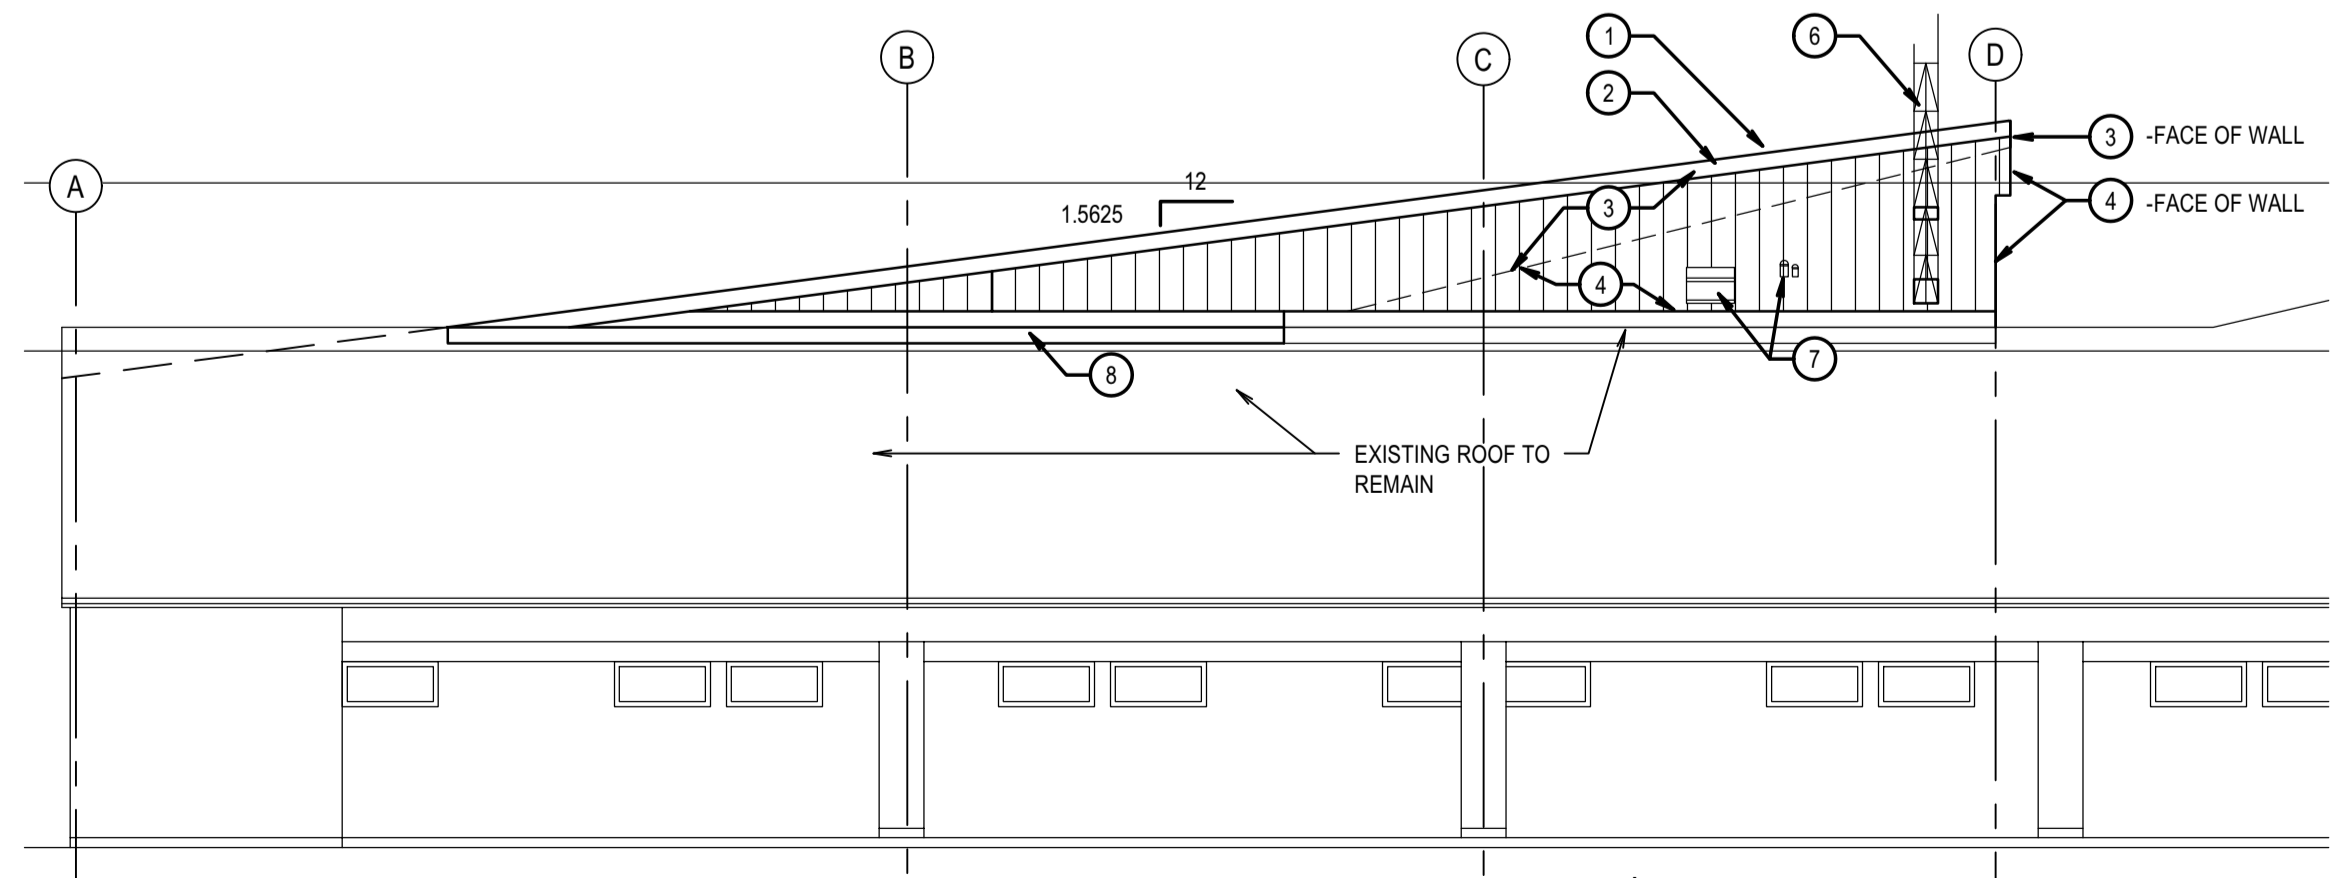 1
6
B
C
D
2
3 -FACE OF WALL
A
12
1.5625
3
4 -FACE OF WALL
4
7
8
EXISTING ROOF TO
REMAIN